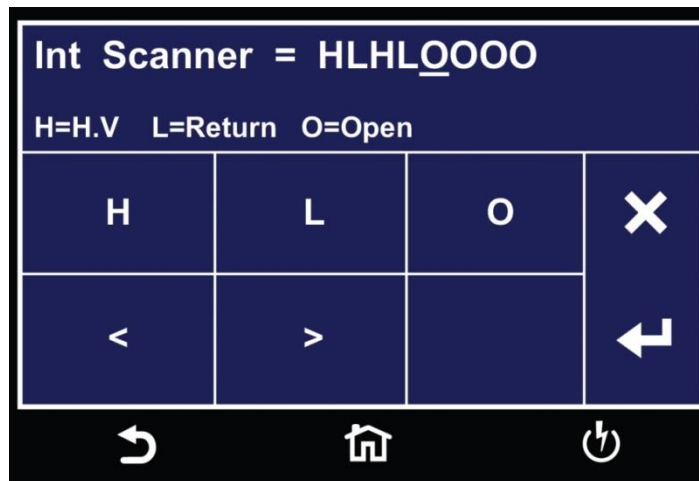 Int Scanner = HLHLOOOO
H=H.V L=Return O=Open
H L O
< >